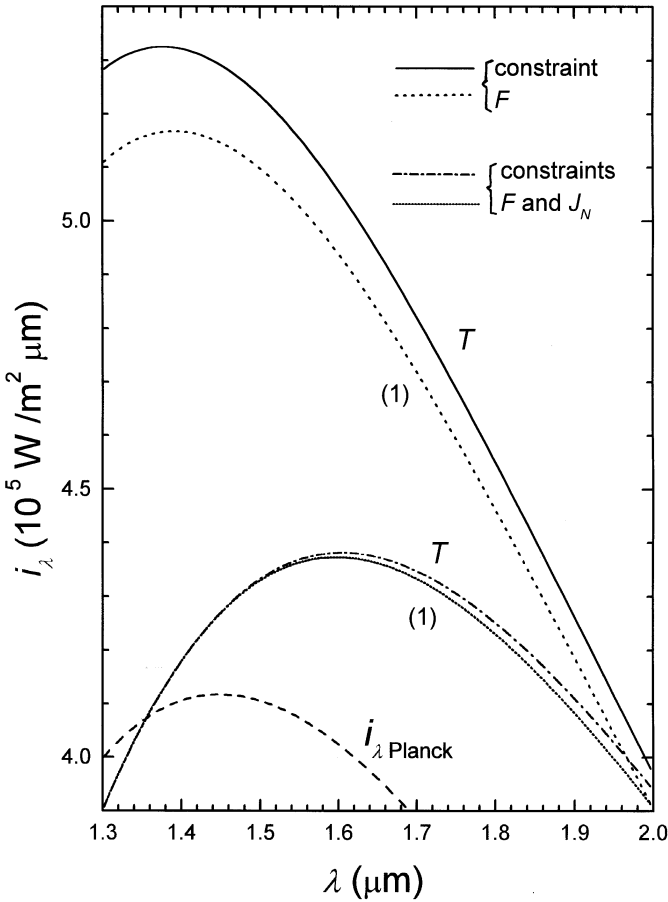 constraint
F
constraints
F and J_N
5.0
4.5
4.0
T
(1)
T
(1)
i_λ Planck
i_λ (10^5 W/m^2 μm)
1.3 1.4 1.5 1.6 1.7 1.8 1.9 2.0
λ (μm)